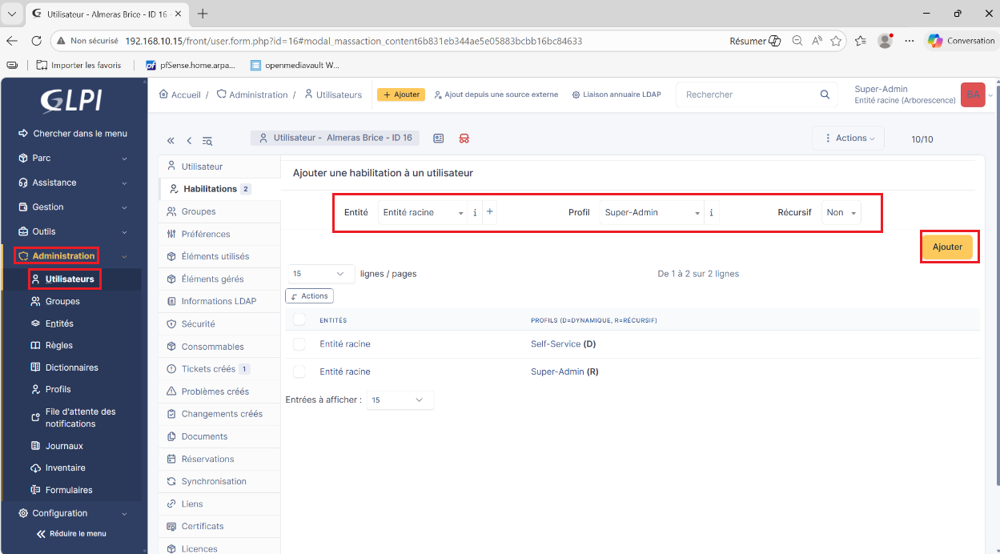 Utilisateur - Almeras Brice - ID 16 -
Non sécurisé 192.168.10.15/front/user.form.php?id=16#modal_massaction_content6b831eb344ae5e05883bcbb16bc84633 Résumer Conversation
Importer les favoris pfSense.home.arpa... openmediavault W...
GLPI
Chercher dans le menu
Parc
Assistance
Gestion
Outils
Administration
Utilisateurs
Groupes
Entités
Règles
Dictionnaires
Profils
File d'attente des
notifications
Journaux
Inventaire
Formulaires
Configuration
Réduire le menu
Accueil / Administration / Utilisateurs + Ajouter Ajout depuis une source externe Liaison annuaire LDAP Rechercher
Super-Admin
Entité racine (Arborescence)
BA
Utilisateur - Almeras Brice - ID 16 Actions 10/10
Utilisateur
Habilitations 2
Groupes
Préférences
Éléments utilisés
Éléments gérés
Informations LDAP
Sécurité
Consommables
Tickets créés 1
Problèmes créés
Changements créés
Documents
Réservations
Synchronisation
Liens
Certificats
Licences
Ajouter une habilitation à un utilisateur
Entité Entité racine i + Profil Super-Admin i Récursif Non
Ajouter
15 lignes / pages De 1 à 2 sur 2 lignes
Actions
ENTITÉS PROFILS (D=DYNAMIQUE, R=RÉCURSIF)
Entité racine Self-Service (D)
Entité racine Super-Admin (R)
Entrées à afficher : 15